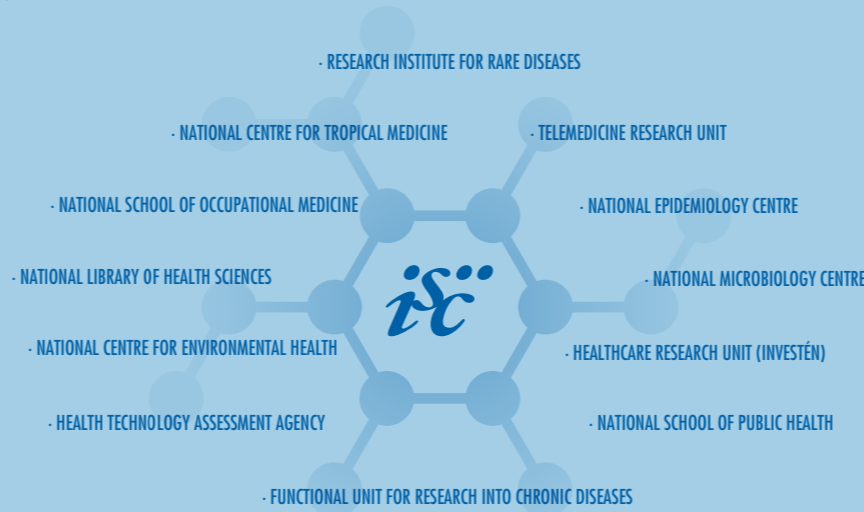 · RESEARCH INSTITUTE FOR RARE DISEASES
· NATIONAL CENTRE FOR TROPICAL MEDICINE
· TELEMEDICINE RESEARCH UNIT
· NATIONAL SCHOOL OF OCCUPATIONAL MEDICINE
· NATIONAL EPIDEMIOLOGY CENTRE
· NATIONAL LIBRARY OF HEALTH SCIENCES
isc
· NATIONAL MICROBIOLOGY CENTRE
· NATIONAL CENTRE FOR ENVIRONMENTAL HEALTH
· HEALTHCARE RESEARCH UNIT (INVESTÉN)
· HEALTH TECHNOLOGY ASSESSMENT AGENCY
· NATIONAL SCHOOL OF PUBLIC HEALTH
· FUNCTIONAL UNIT FOR RESEARCH INTO CHRONIC DISEASES